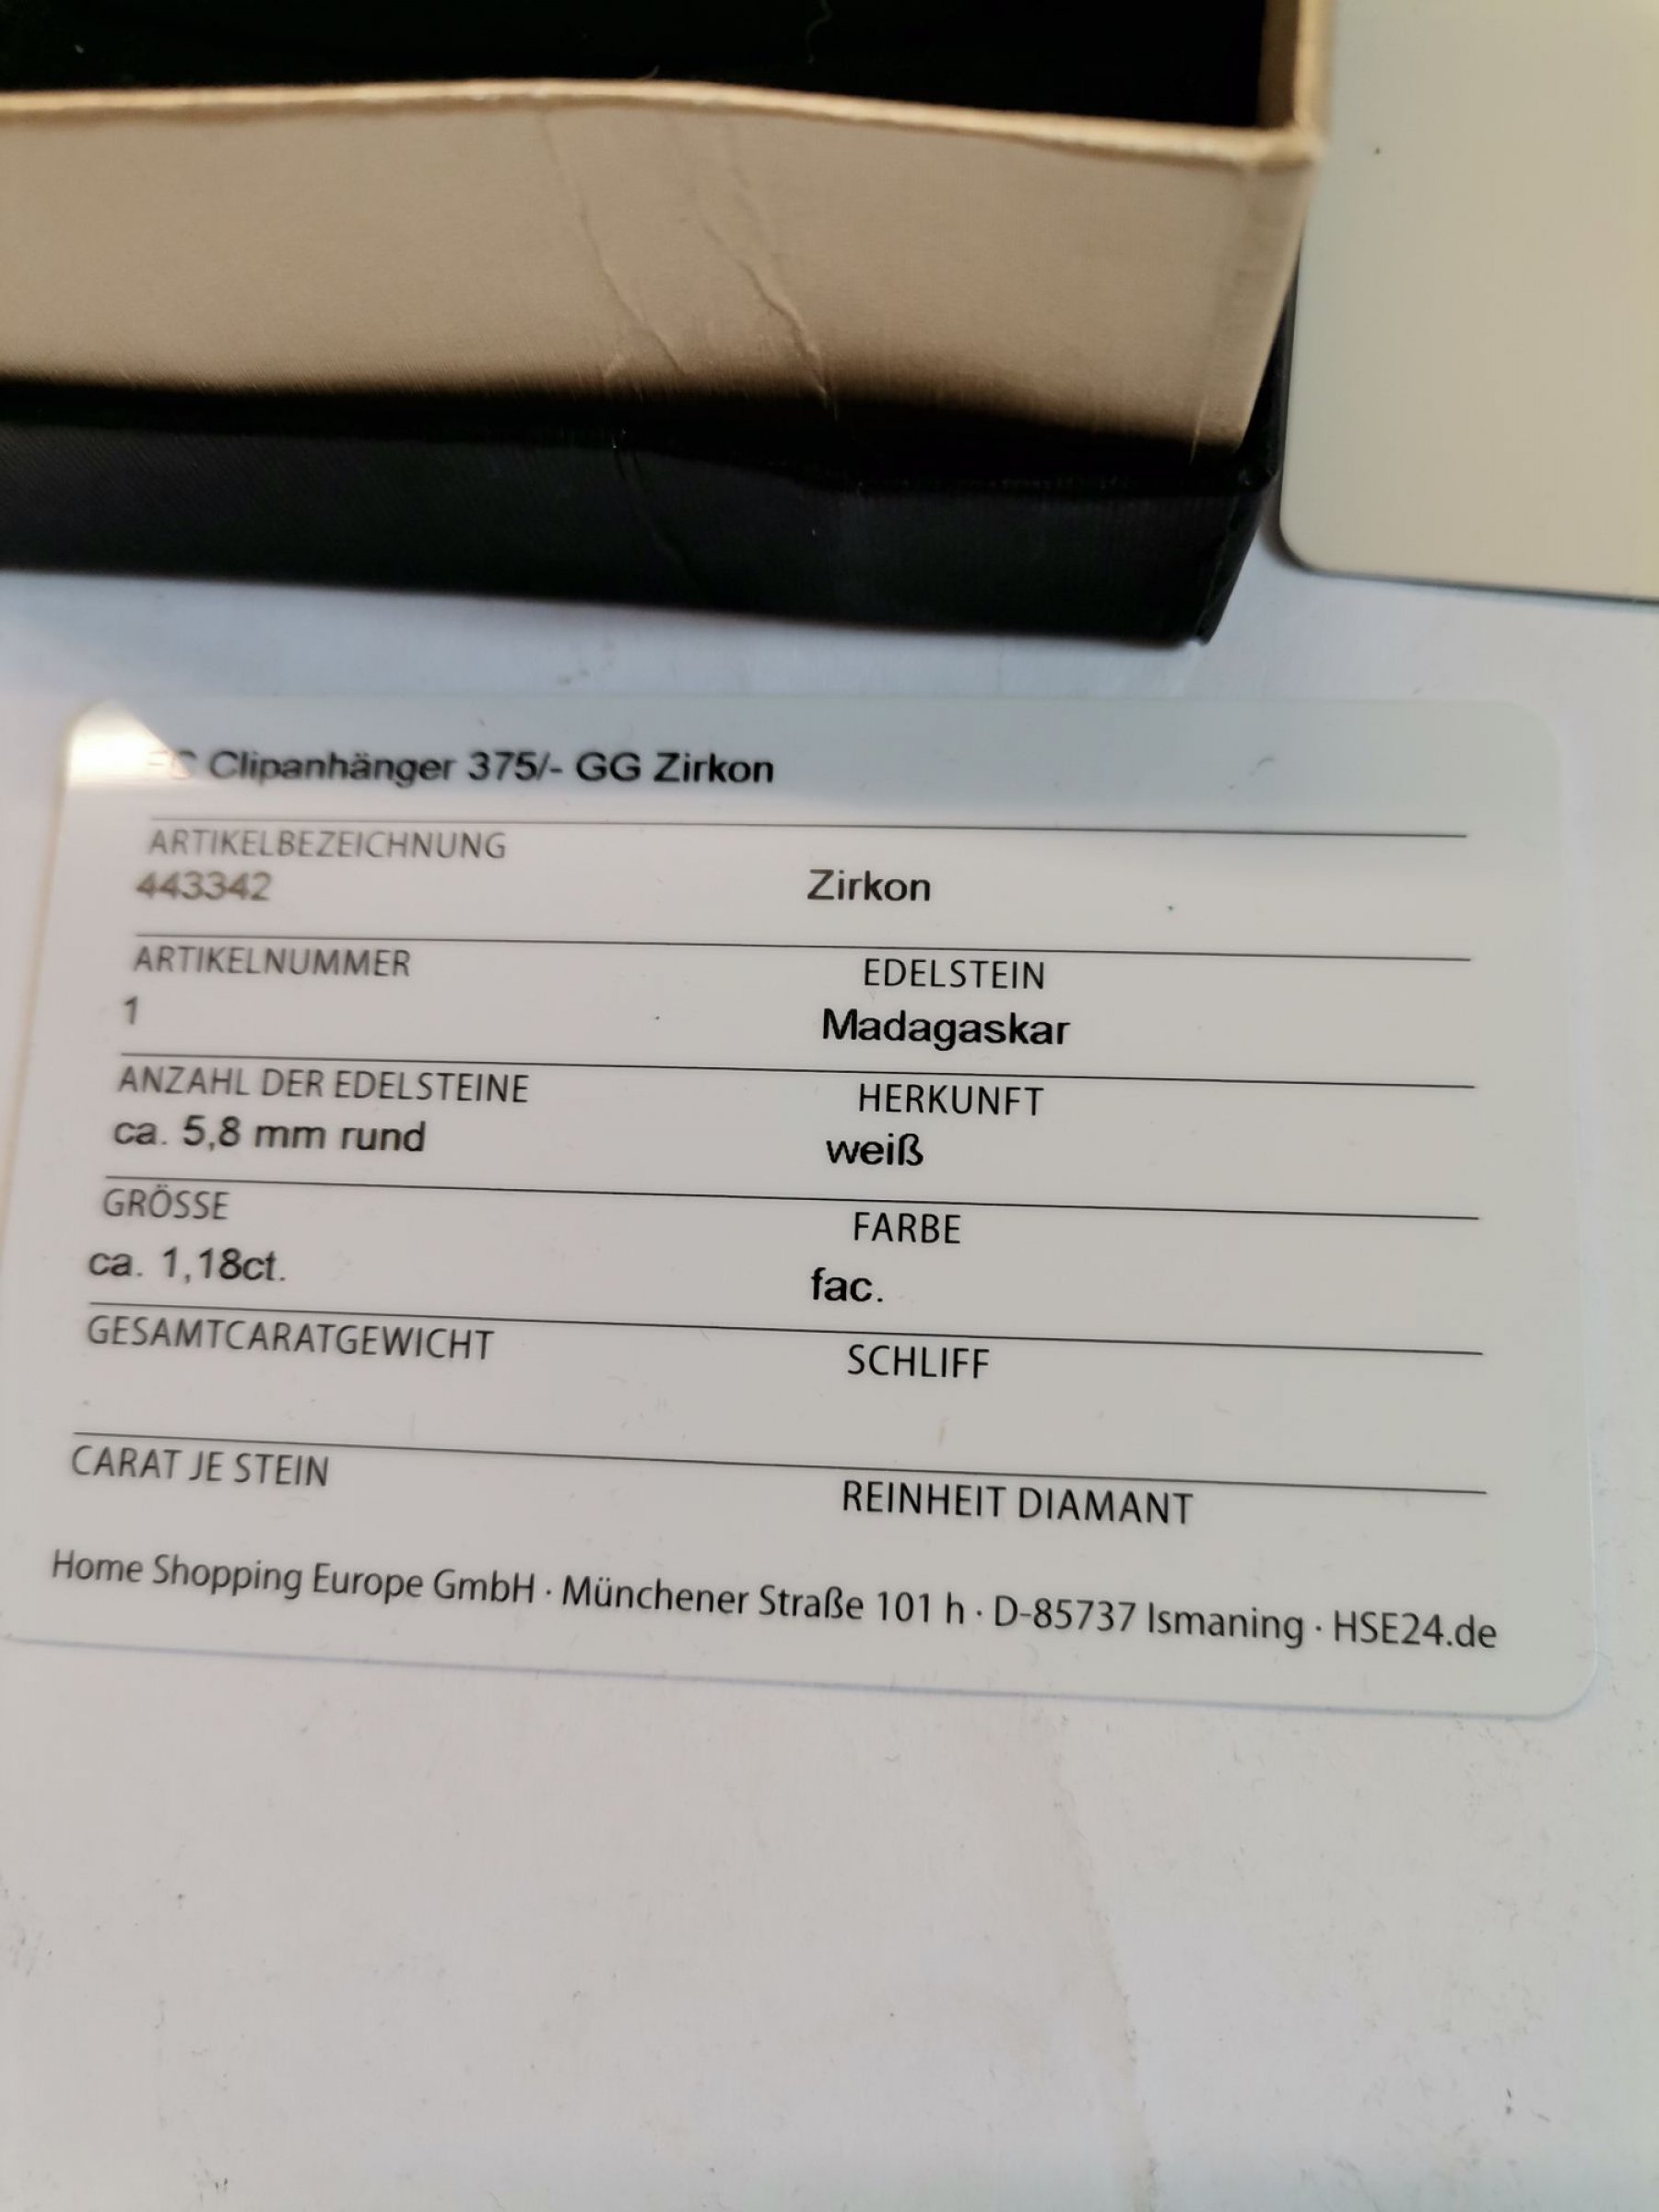 Clipanhänger 375/- GG Zirkon
ARTIKELBEZEICHNUNG
443342 Zirkon
ARTIKELNUMMER EDELSTEIN
1 Madagaskar
ANZAHL DER EDELSTEINE HERKUNFT
ca. 5,8 mm rund weiß
GRÖSSE FARBE
ca. 1,18ct. fac.
GESAMTCARATGEWICHT SCHLIFF
CARAT JE STEIN REINHEIT DIAMANT
Home Shopping Europe GmbH · Münchener Straße 101 h · D-85737 Ismaning · HSE24.de